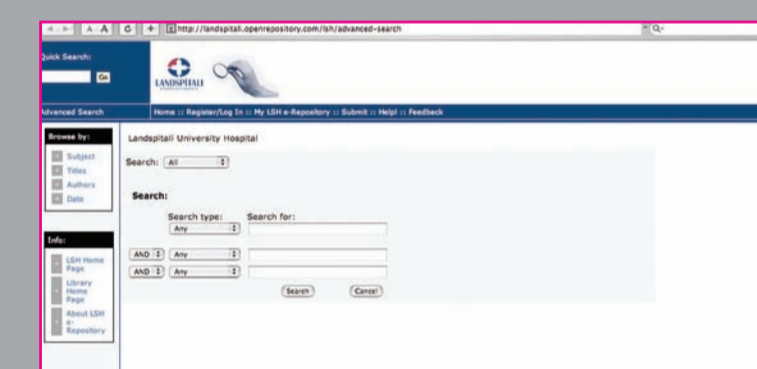 A A C + http://landspitali.openrepository.com/lsh/advanced-search Q-
Quick Search:
Go
LANDSPÍTALI
Advanced Search Home :: Register/Log In :: My LSH e-Repository :: Submit :: Help! :: Feedback
Browse by:
Subject
Titles
Authors
Date
Info:
LSH Home Page
Library Home Page
About LSH e-Repository
Landspitali University Hospital
Search: All
Search:
Search type: Search for:
Any
AND Any
AND Any
Search Cancel